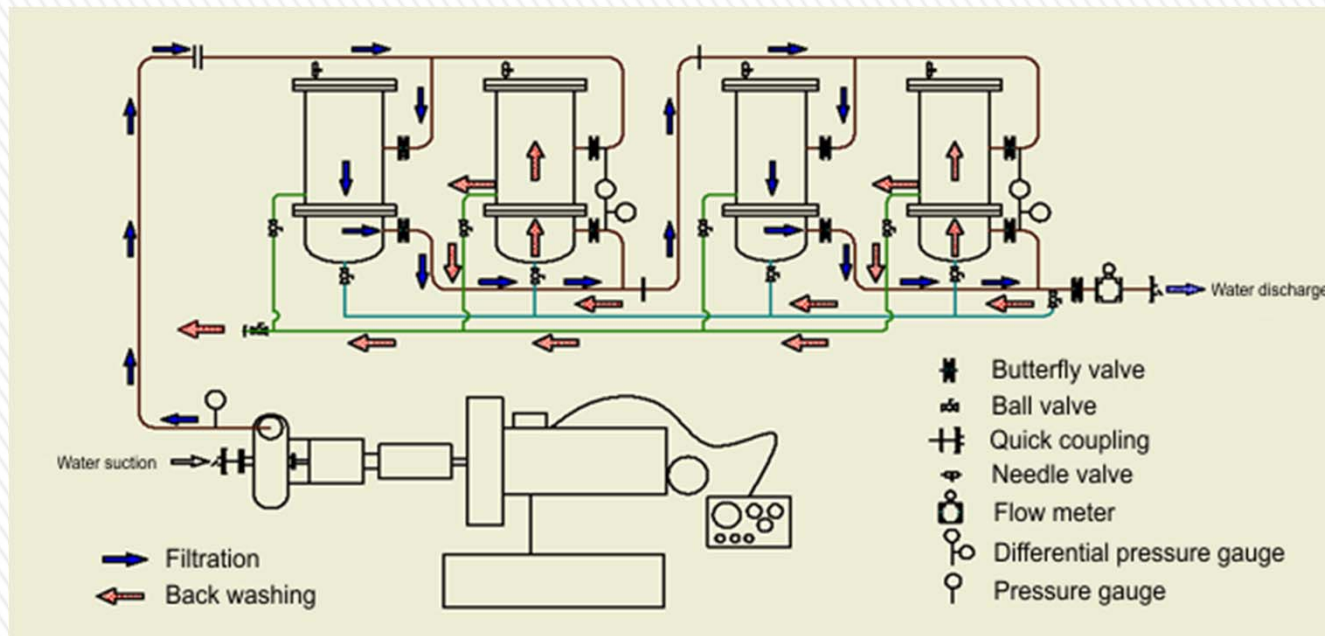 Water discharge
Butterfly valve
Ball valve
Quick coupling
Water suction
Needle valve
Flow meter
Filtration
Differential pressure gauge
Back washing
Pressure gauge